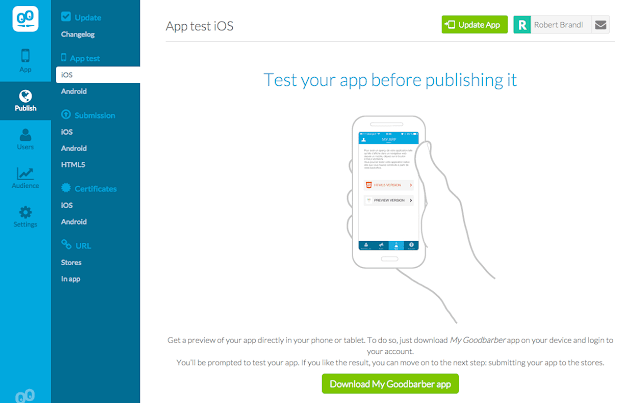 App test iOS
Update App
R Robert Brandl
Update
Changelog
App test
iOS
Android
Submission
iOS
Android
HTML5
Certificates
iOS
Android
URL
Stores
In app
App
Publish
Users
Audience
Settings
Test your app before publishing it
PREVIEW VERSION
Get a preview of your app directly in your phone or tablet. To do so, just download My Goodbarber app on your device and login to
your account.
You'll be prompted to test your app. If you like the result, you can move on to the next step: submitting your app to the stores.
Download My Goodbarber app